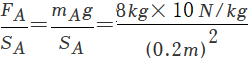 F_A/S_A = m_A g/S_A = 8kg × 10 N/kg/(0.2m)^2